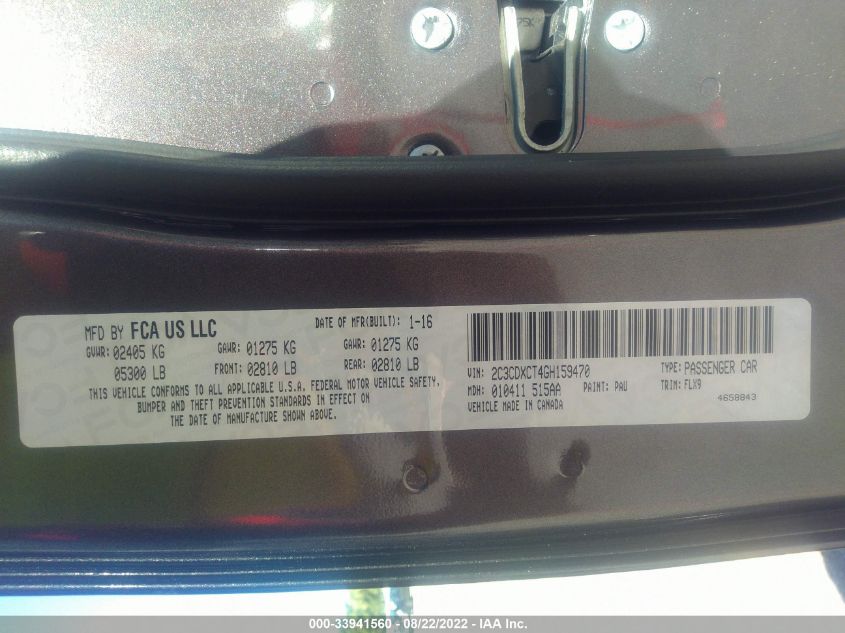 MFD BY FCA US LLC DATE OF MFR(BUILT): 1-16
GVWR: 02405 KG GAWR: 01275 KG GAWR: 01275 KG
05300 LB FRONT: 02810 LB REAR: 02810 LB
THIS VEHICLE CONFORMS TO ALL APPLICABLE U.S.A. FEDERAL MOTOR VEHICLE SAFETY,
BUMPER AND THEFT PREVENTION STANDARDS IN EFFECT ON
THE DATE OF MANUFACTURE SHOWN ABOVE.
VIN: 2C3CDXCT4GH159470 TYPE: PASSENGER CAR
MDH: 010411 515AA PAINT: PAU TRIM: FLX9
VEHICLE MADE IN CANADA 4658843
000-33941560 - 08/22/2022 - IAA Inc.